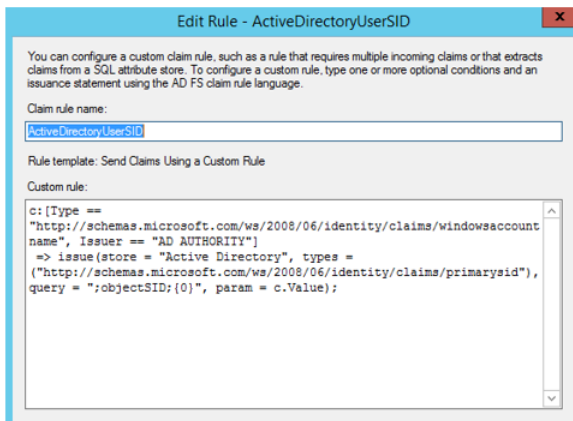 Edit Rule - ActiveDirectoryUserSID
x
You can configure a custom claim rule, such as a rule that requires multiple incoming claims or that extracts
claims from a SQL attribute store. To configure a custom rule, type one or more optional conditions and an
issuance statement using the AD FS claim rule language.
Claim rule name:
ActiveDirectoryUserSID
Rule template: Send Claims Using a Custom Rule
Custom rule:
c:[Type ==
"http://schemas.microsoft.com/ws/2008/06/identity/claims/windowsaccount
name", Issuer == "AD AUTHORITY"]
=> issue(store = "Active Directory", types =
("http://schemas.microsoft.com/ws/2008/06/identity/claims/primarysid"),
query = ";objectSID;{0}", param = c.Value);